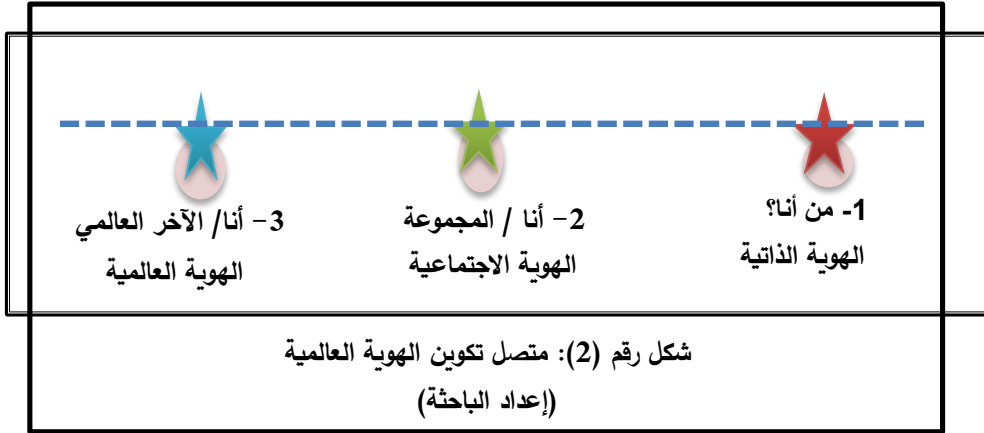 1- من أنا؟
الهوية الذاتية
2- أنا / المجموعة
الهوية الاجتماعية
3- أنا/ الآخر العالمي
الهوية العالمية
شكل رقم (2): متصل تكوين الهوية العالمية
(إعداد الباحثة)